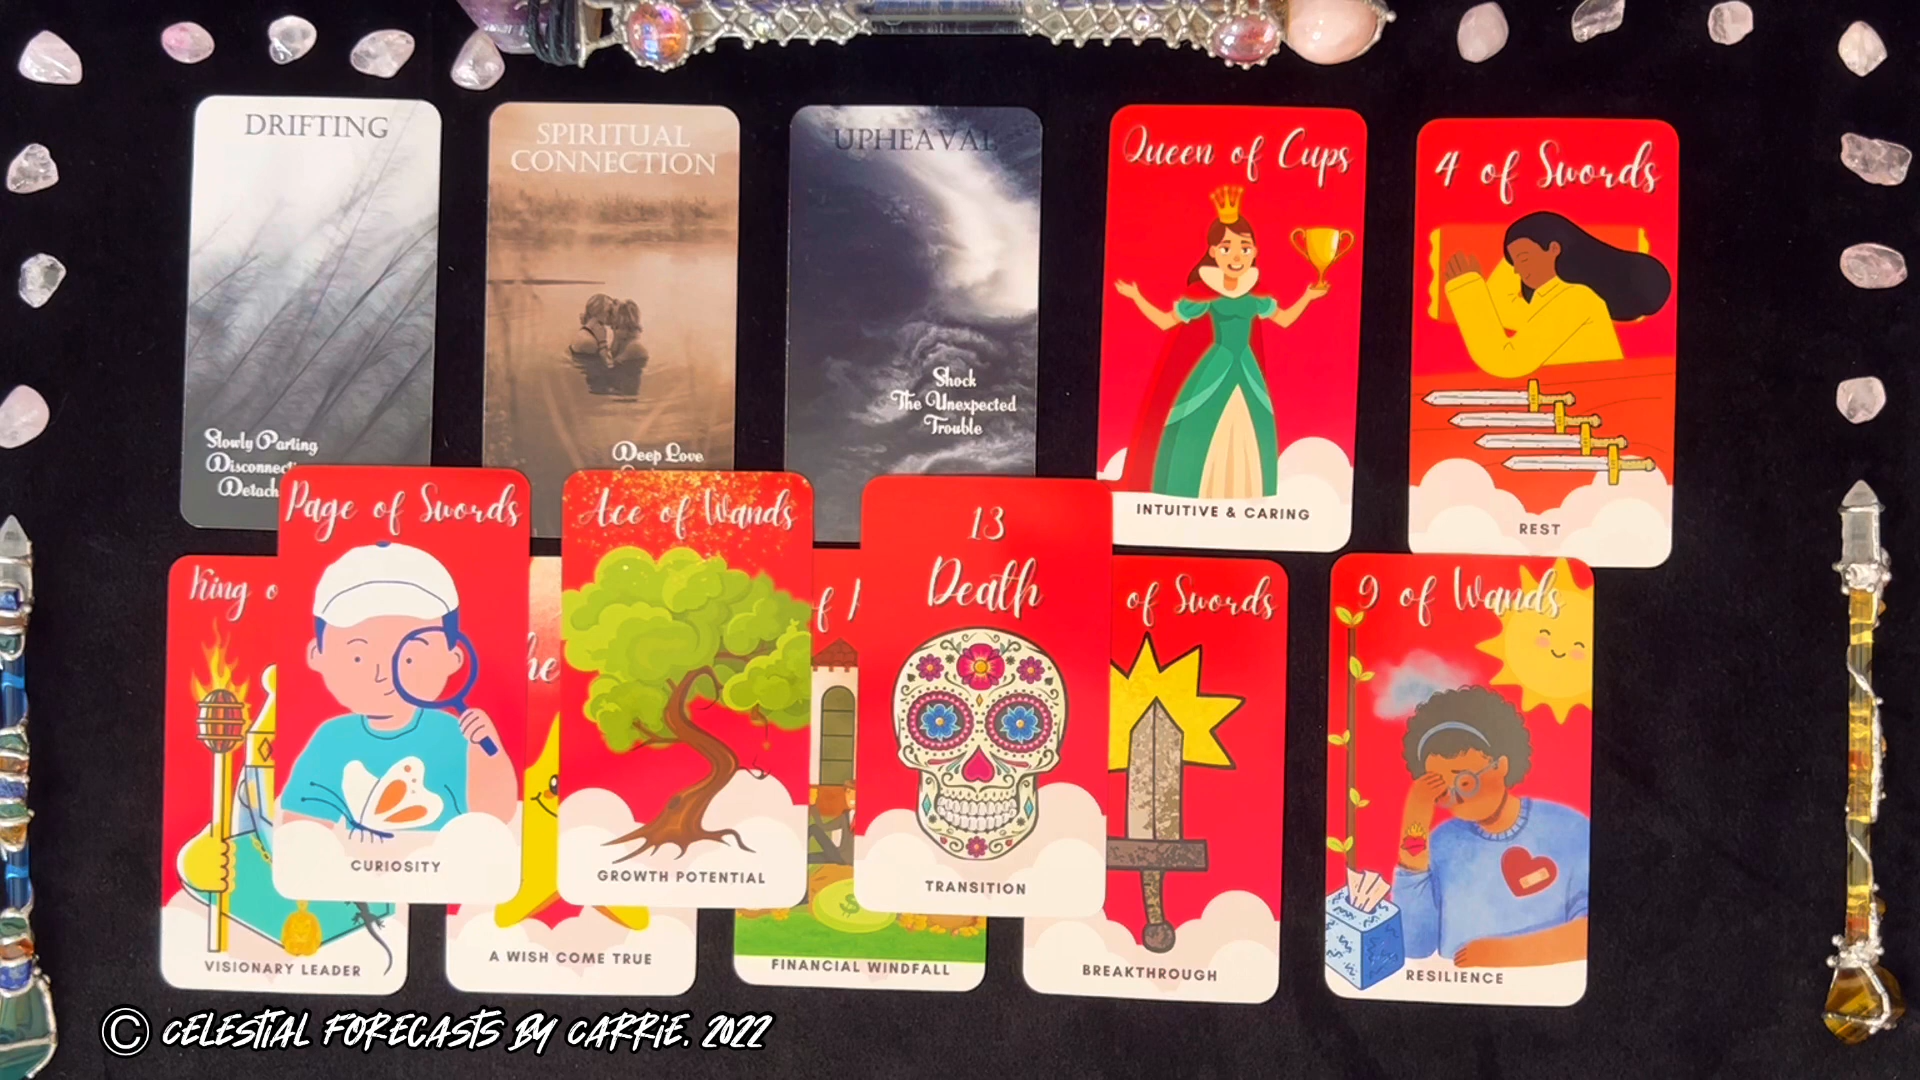 DRIFTING
Slowly Parting
SPIRITUAL
CONNECTION
Deep Love
UPHEAVAL
Shock
The Unexpected
Trouble
Queen of Cups
INTUITIVE & CARING
4 of Swords
REST
Page of Swords
CURIOSITY
Ace of Wands
GROWTH POTENTIAL
13
Death
TRANSITION
King
VISIONARY LEADER
A WISH COME TRUE
of
FINANCIAL WINDFALL
of Swords
BREAKTHROUGH
9 of Wands
RESILIENCE
© CELESTIAL FORECASTS BY CARRIE. 2022